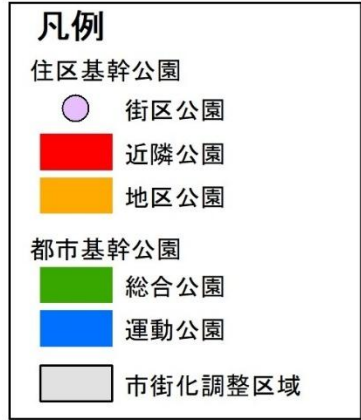 凡例
住区基幹公園
街区公園
近隣公園
地区公園
都市基幹公園
総合公園
運動公園
市街化調整区域